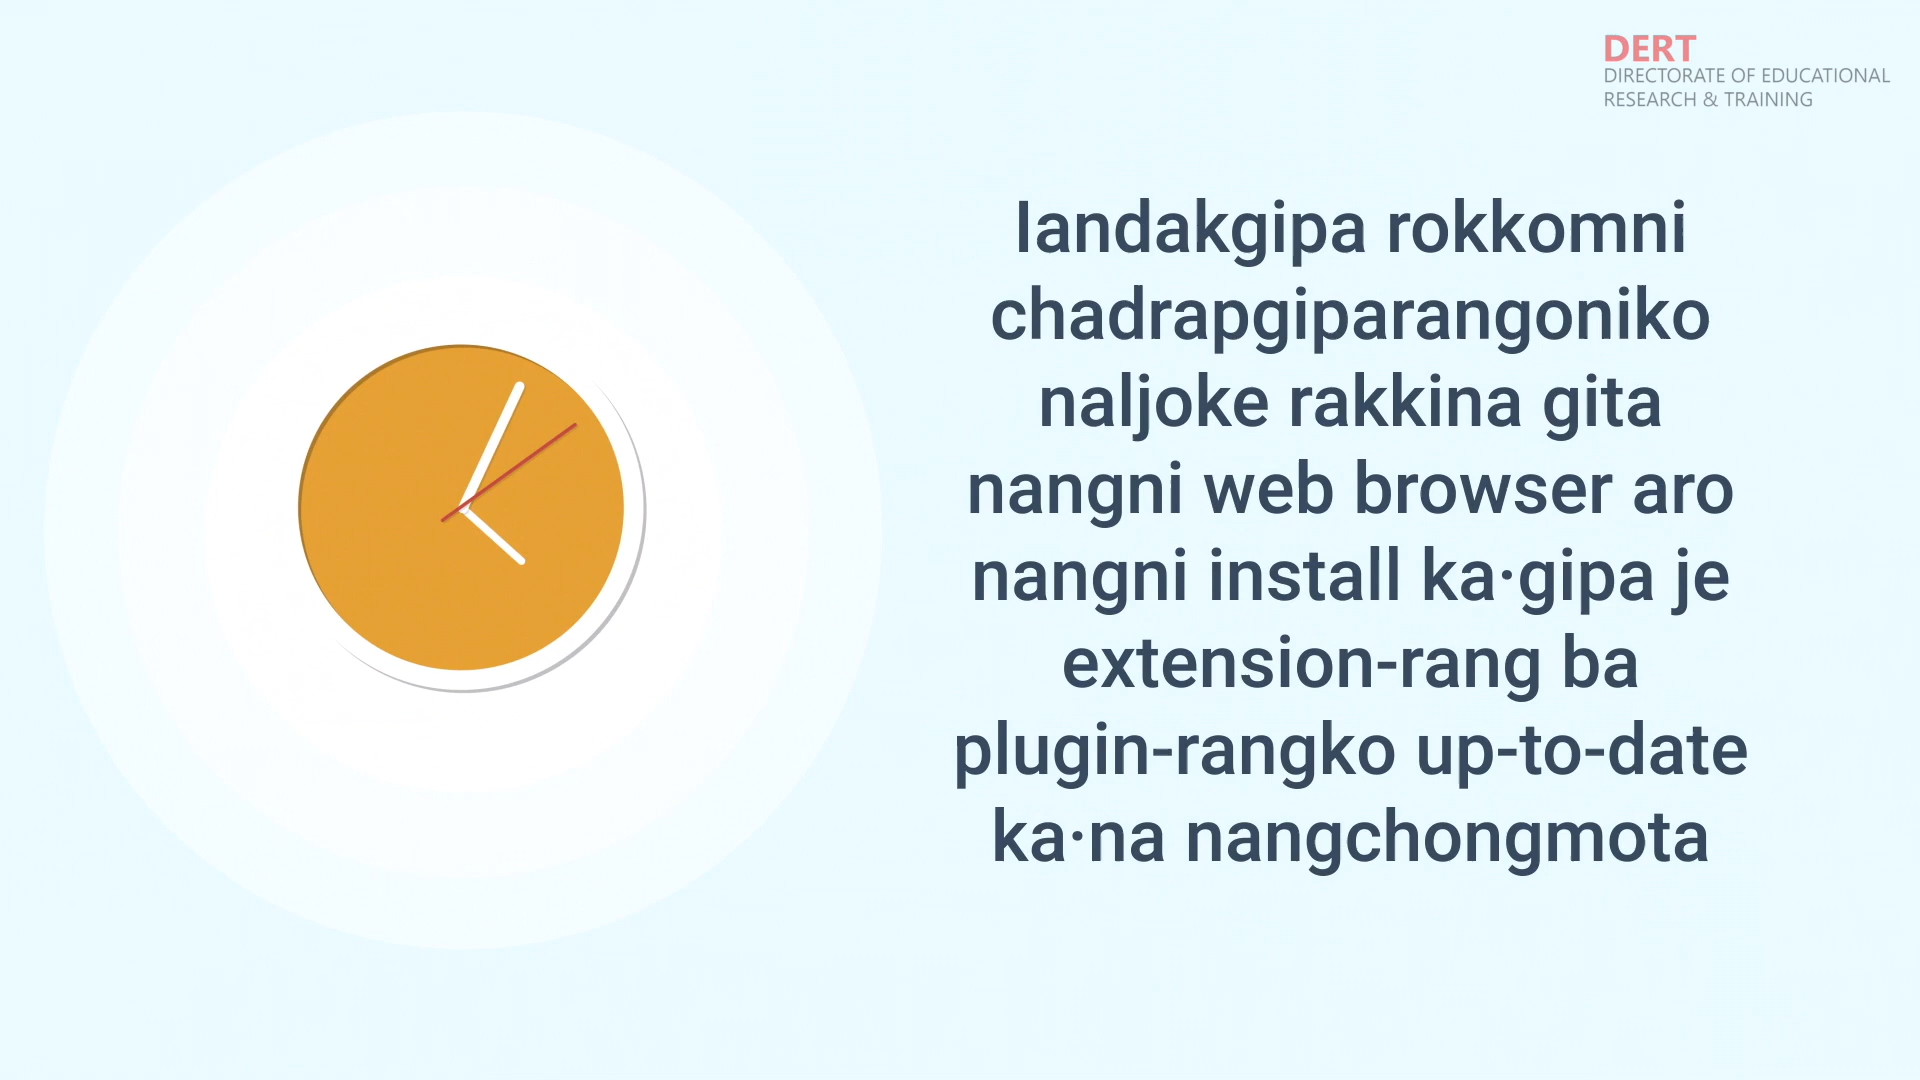 DERT
DIRECTORATE OF EDUCATIONAL
RESEARCH & TRAINING
Iandakgipa rokkomni
chadrapgiparangoniko
naljoke rakkina gita
nangni web browser aro
nangni install ka·gipa je
extension-rang ba
plugin-rangko up-to-date
ka·na nangchongmota